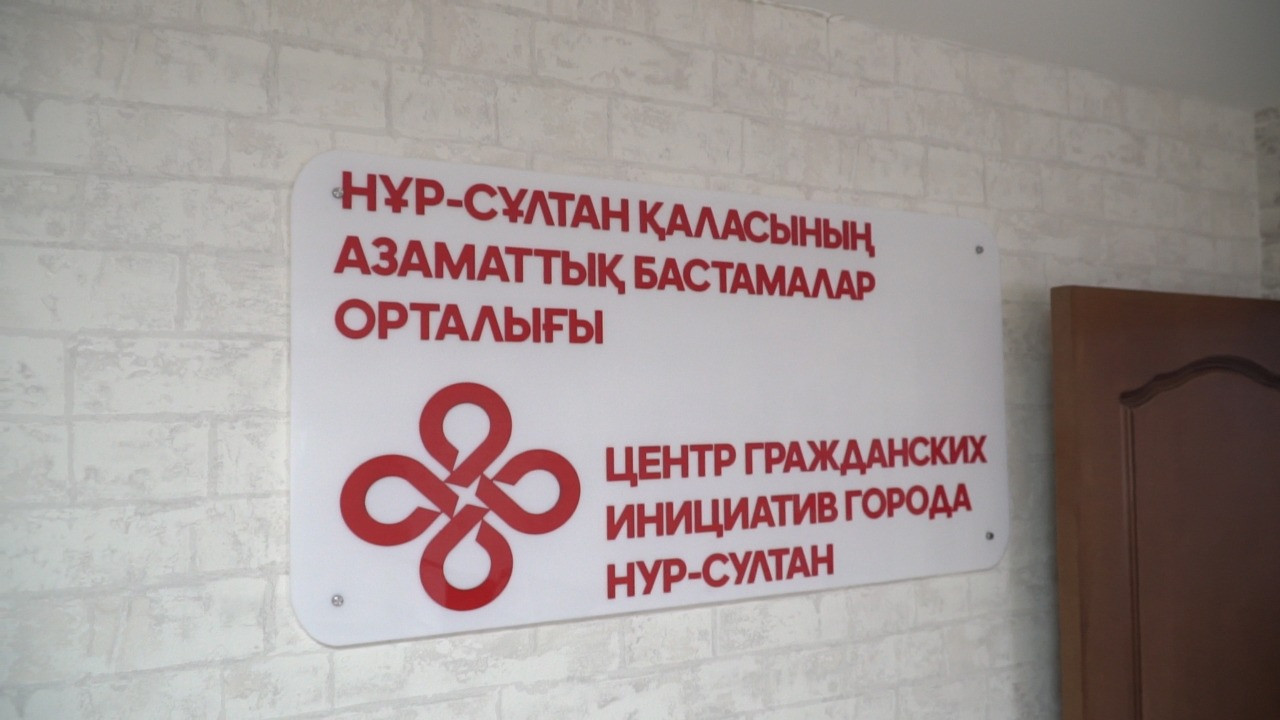 НҰР-СҰЛТАН ҚАЛАСЫНЫҢ
АЗАМАТТЫҚ БАСТАМАЛАР
ОРТАЛЫҒЫ
ЦЕНТР ГРАЖДАНСКИХ
ИНИЦИАТИВ ГОРОДА
НУР-СУЛТАН